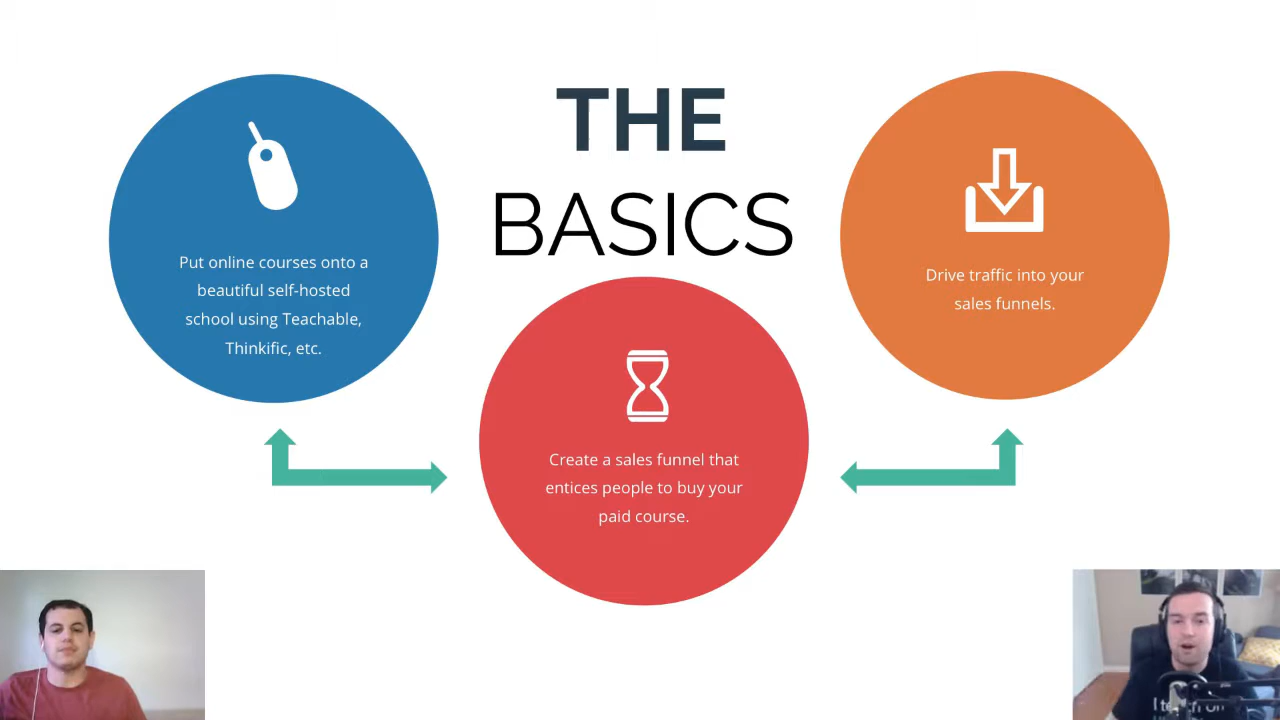 THE
BASICS
Put online courses onto a
beautiful self-hosted
school using Teachable,
Thinkific, etc.
Create a sales funnel that
entices people to buy your
paid course.
Drive traffic into your
sales funnels.